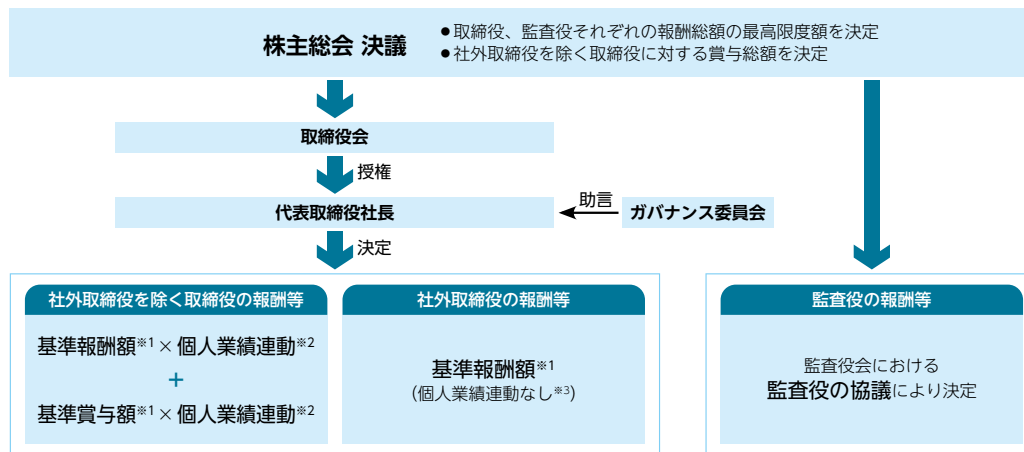 株主総会 決議
●取締役、監査役それぞれの報酬総額の最高限度額を決定
●社外取締役を除く取締役に対する賞与総額を決定
取締役会
授権
代表取締役社長
助言
ガバナンス委員会
決定
社外取締役を除く取締役の報酬等
基準報酬額※1×個人業績連動※2
+
基準賞与額※1×個人業績連動※2
社外取締役の報酬等
基準報酬額※1
(個人業績連動なし※3)
監査役の報酬等
監査役会における
監査役の協議により決定